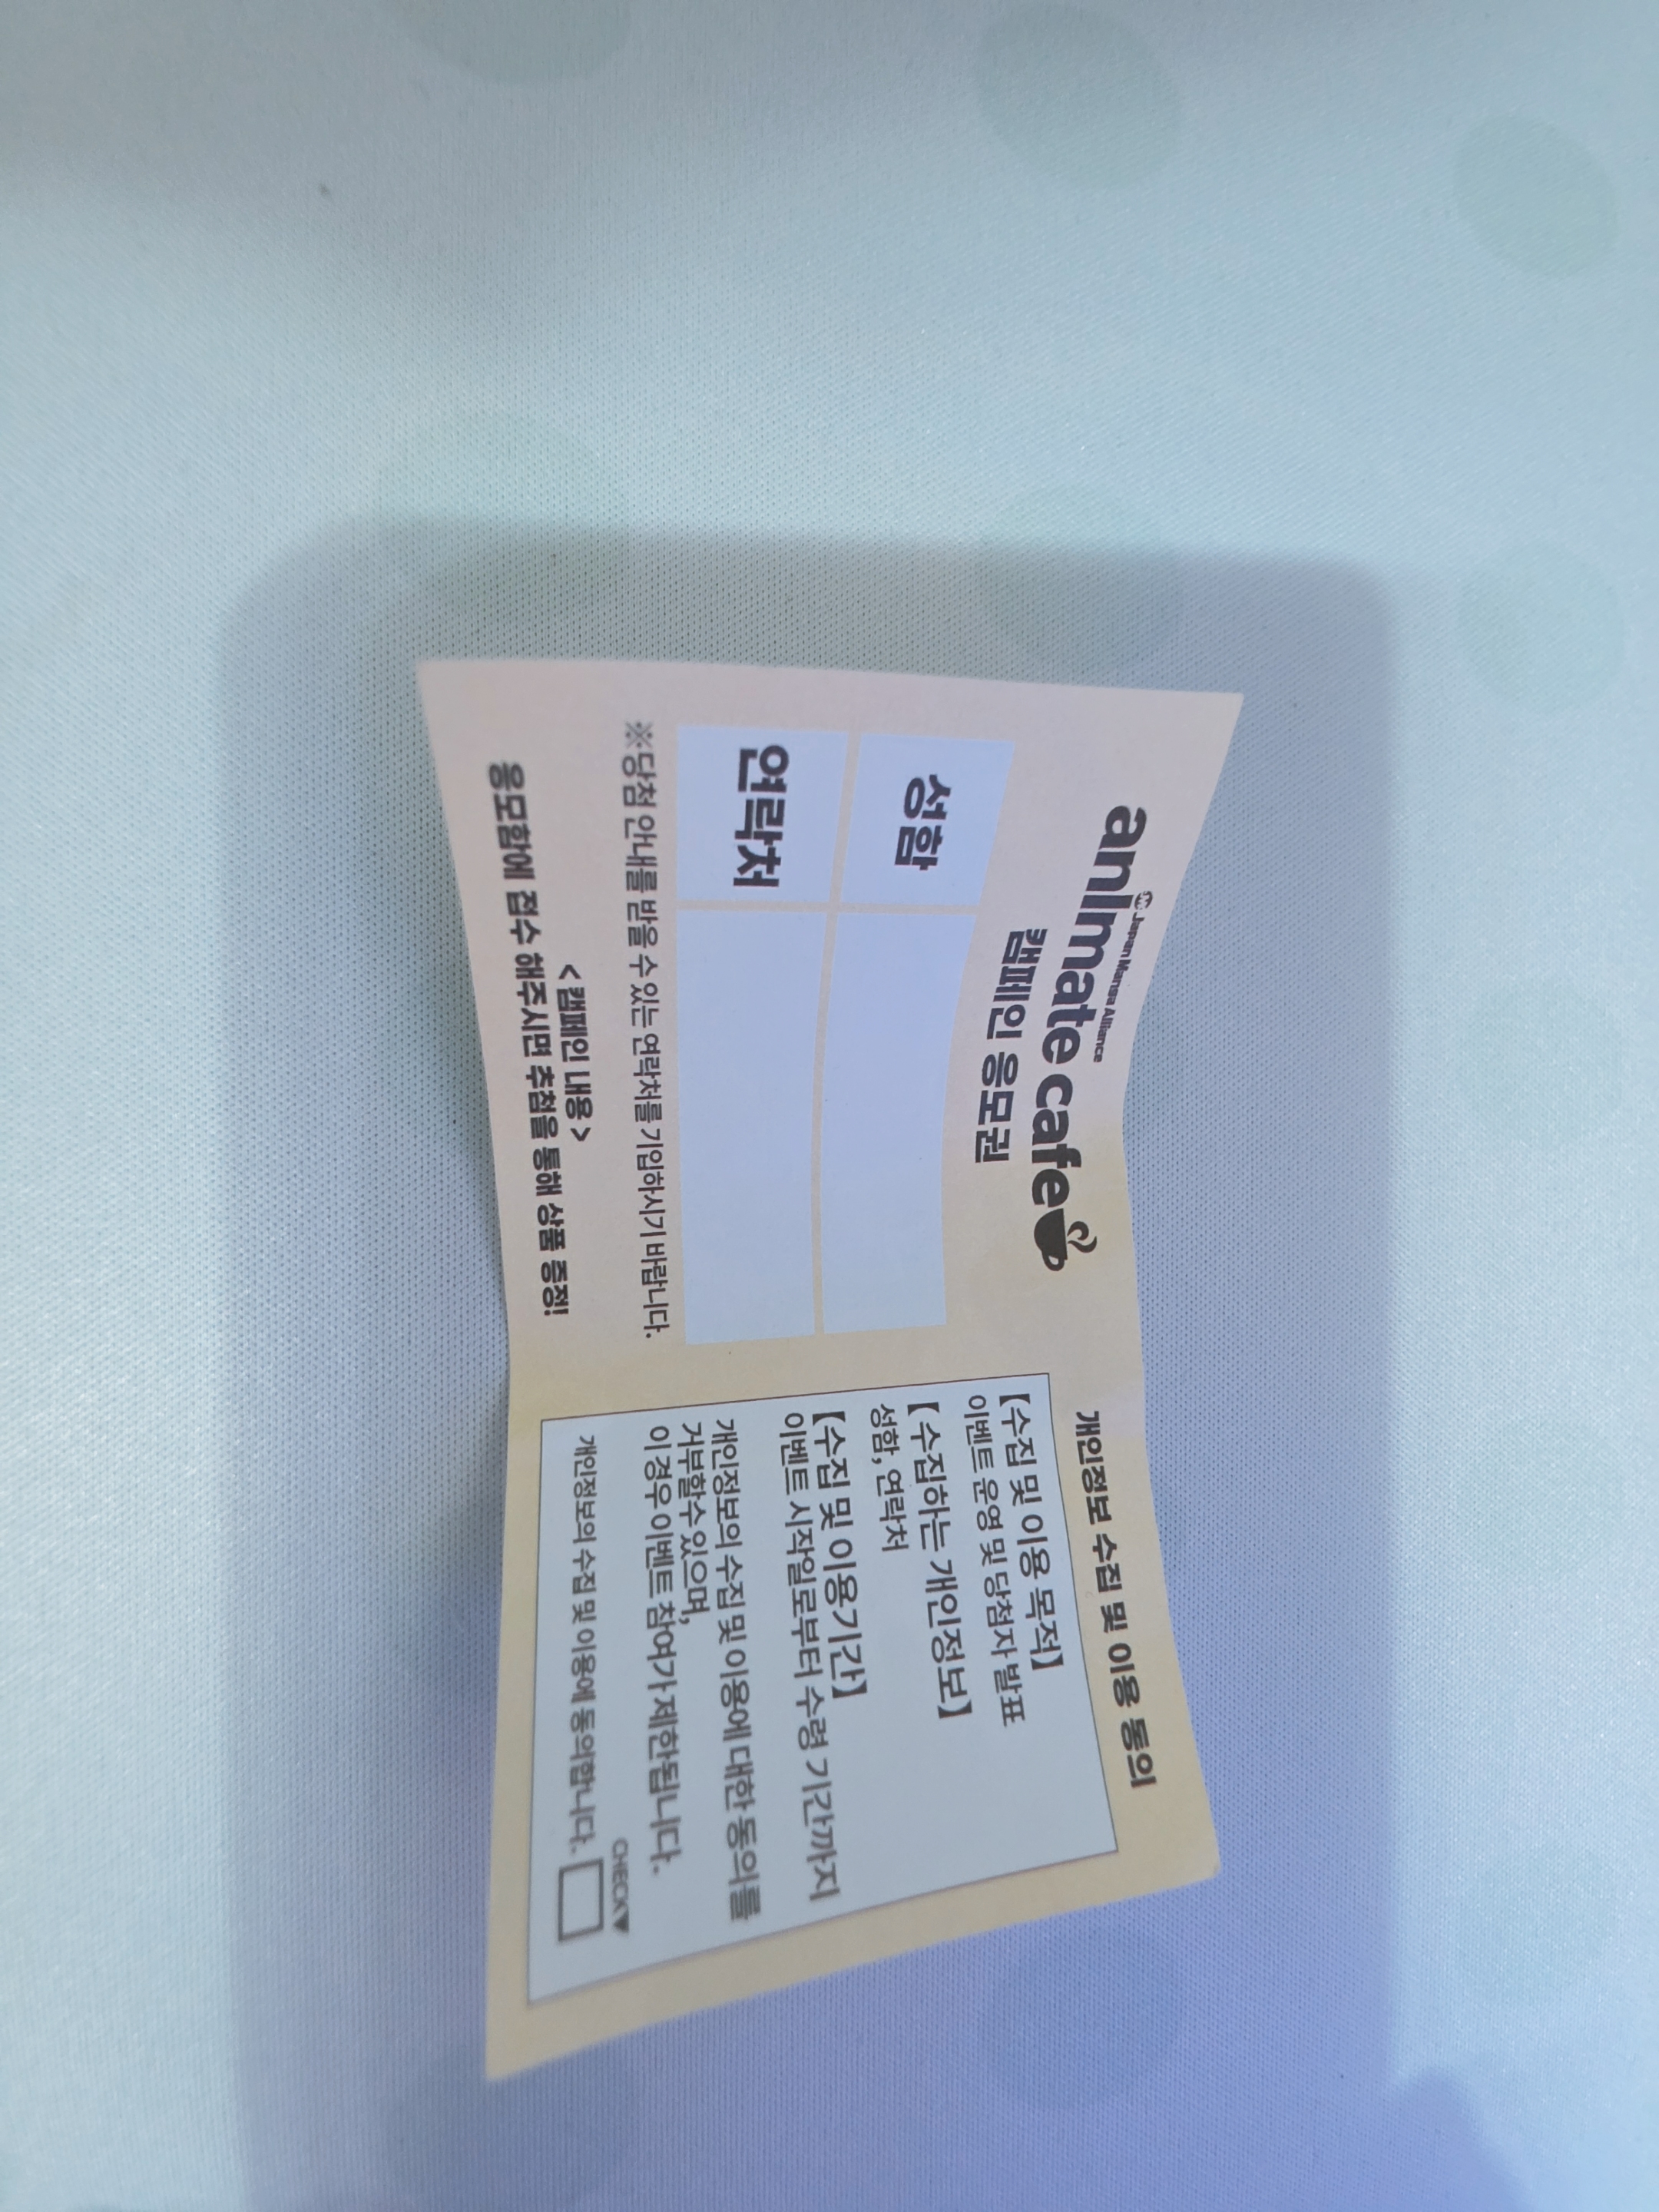 Japan Manga Alliance
animate cafe
캠페인 응모권
성함
연락처
※당첨 안내를 받을 수 있는 연락처를 기입하시기 바랍니다.
< 캠페인 내용 >
응모함에 접수 해주시면 추첨을 통해 상품 증정!
개인정보 수집 및 이용 동의
【수집 및 이용 목적】
이벤트 운영 및 당첨자 발표
【수집하는 개인정보】
성함, 연락처
【수집 및 이용기간】
이벤트 시작일로부터 수령 기간까지
개인정보의 수집 및 이용에 대한 동의를
거부할수 있으며,
이 경우 이벤트 참여가 제한됩니다.
CHECK▼
개인정보의 수집 및 이용에 동의합니다.